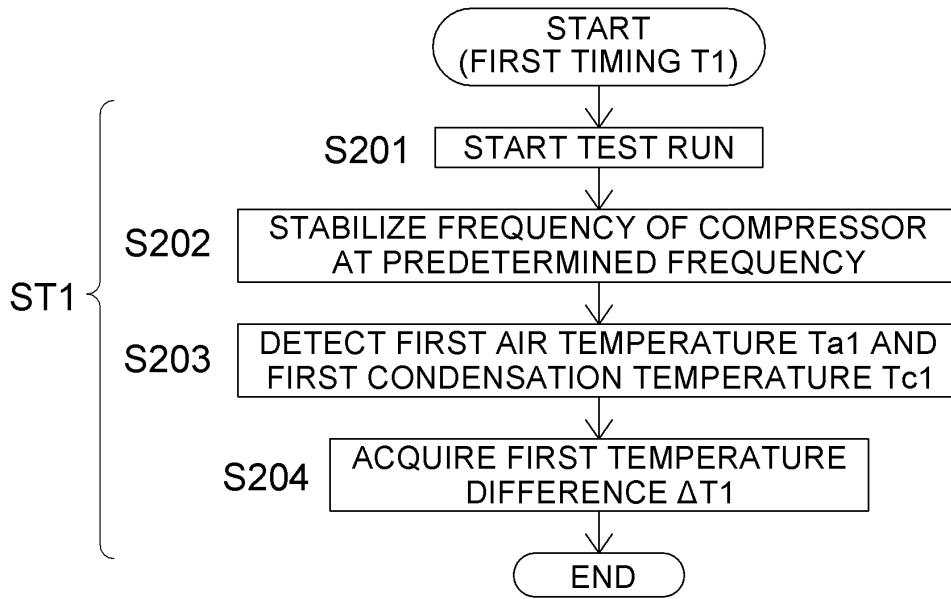 START
(FIRST TIMING T1)
S201
START TEST RUN
S202
STABILIZE FREQUENCY OF COMPRESSOR
AT PREDETERMINED FREQUENCY
ST1
S203
DETECT FIRST AIR TEMPERATURE Ta1 AND
FIRST CONDENSATION TEMPERATURE Tc1
S204
ACQUIRE FIRST TEMPERATURE
DIFFERENCE ΔT1
END